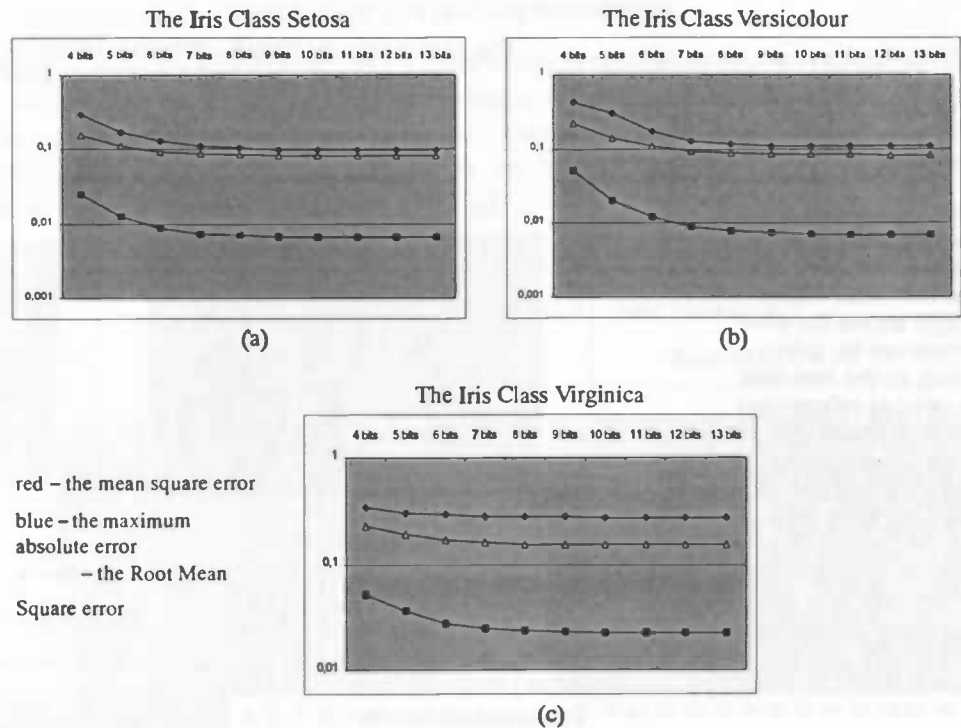 The Iris Class Setosa
4 bits 5 bits 6 bits 7 bits 8 bits 9 bits 10 bits 11 bits 12 bits 13 bits
1
0,1
0,01
0,001
(a)
The Iris Class Versicolour
4 bits 5 bits 6 bits 7 bits 8 bits 9 bits 10 bits 11 bits 12 bits 13 bits
1
0,1
0,01
0,001
(b)
The Iris Class Virginica
4 bits 5 bits 6 bits 7 bits 8 bits 9 bits 10 bits 11 bits 12 bits 13 bits
1
0,1
0,01
(c)
red – the mean square error
blue – the maximum
absolute error
– the Root Mean
Square error